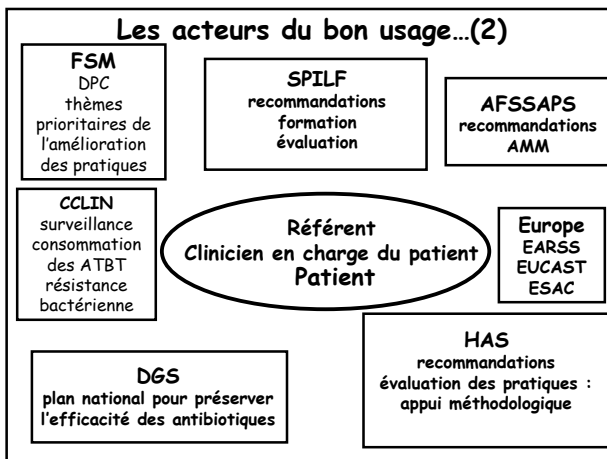 Les acteurs du bon usage...(2)
FSM
DPC
thèmes
prioritaires de
l'amélioration
des pratiques
SPILF
recommandations
formation
évaluation
AFSSAPS
recommandations
AMM
CCLIN
surveillance
consommation
des ATBT
résistance
bactérienne
Référent
Clinicien en charge du patient
Patient
Europe
EARSS
EUCAST
ESAC
DGS
plan national pour préserver
l'efficacité des antibiotiques
HAS
recommandations
évaluation des pratiques :
appui méthodologique